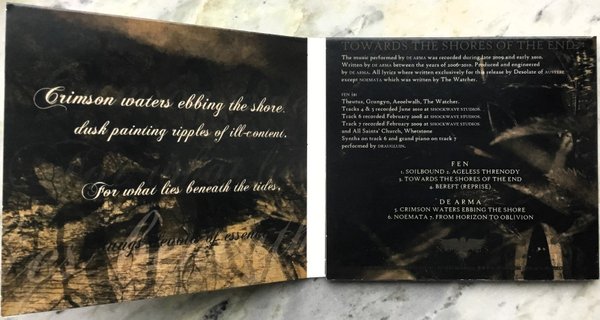 Crimson waters ebbing the shore.
dusk painting ripples of ill-content.
For what lies beneath the tides,
of essence
TOWARDS THE SHORES OF THE END
The music performed by DE ARMA was recorded during late 2009 and early 2010.
Written by DE ARMA between the years of 2006-2010. Produced and engineered
by DE ARMA. All lyrics where written exclusively for this release by Desolate of AUSTERE
except NOEMATA which was written by The Watcher.
FEN is:
Theutus, Grungyn, Aeoelwalh, The Watcher.
Tracks 4 & 3 recorded June 2010 at SHOCKWAVE STUDIOS.
Track 6 recorded February 2008 at SHOCKWAVE STUDIOS.
Track 7 recorded February 2009 at SHOCKWAVE STUDIOS
and All Saints' Church, Whetstone
Synths on track 6 and grand piano on track 7
performed by DRAUGLUIN.
FEN
1. SOILBOUND 2. AGELESS THRENODY
3. TOWARDS THE SHORES OF THE END
4. BEREFT (REPRISE)
DE ARMA
5. CRIMSON WATERS EBBING THE SHORE
6. NOEMATA 7. FROM HORIZON TO OBLIVION